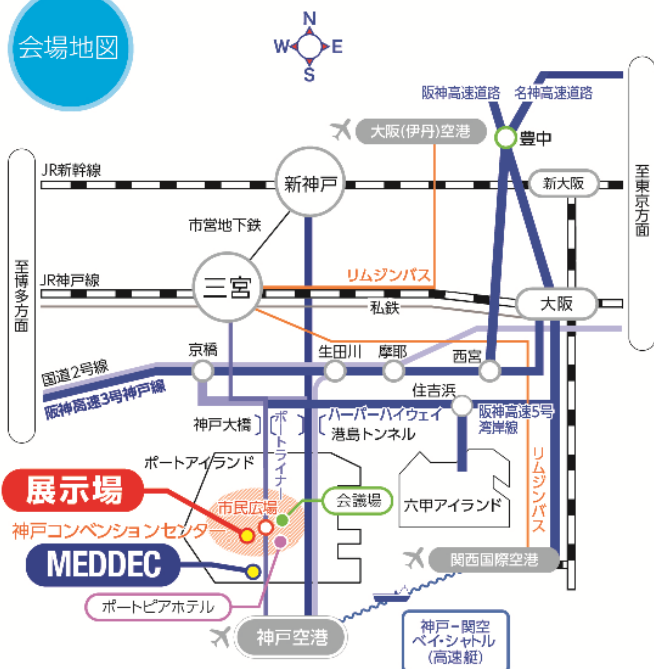 会場地図
N
W E
S
阪神高速道路 名神高速道路
大阪(伊丹)空港
豊中
至東京方面
JR新幹線
新神戸
新大阪
市営地下鉄
至博多方面
JR神戸線
三宮
リムジンバス
私鉄
大阪
京橋
生田川
摩耶
西宮
国道2号線
阪神高速3号神戸線
住吉浜
神戸大橋
ポートライナー
ハーバーハイウェイ
港島トンネル
阪神高速5号
湾岸線
リムジンバス
ポートアイランド
展示場
市民広場
会議場
六甲アイランド
神戸コンベンションセンター
MEDDEC
関西国際空港
ポートピアホテル
神戸空港
神戸-関空
ベイ・シャトル
(高速艇)